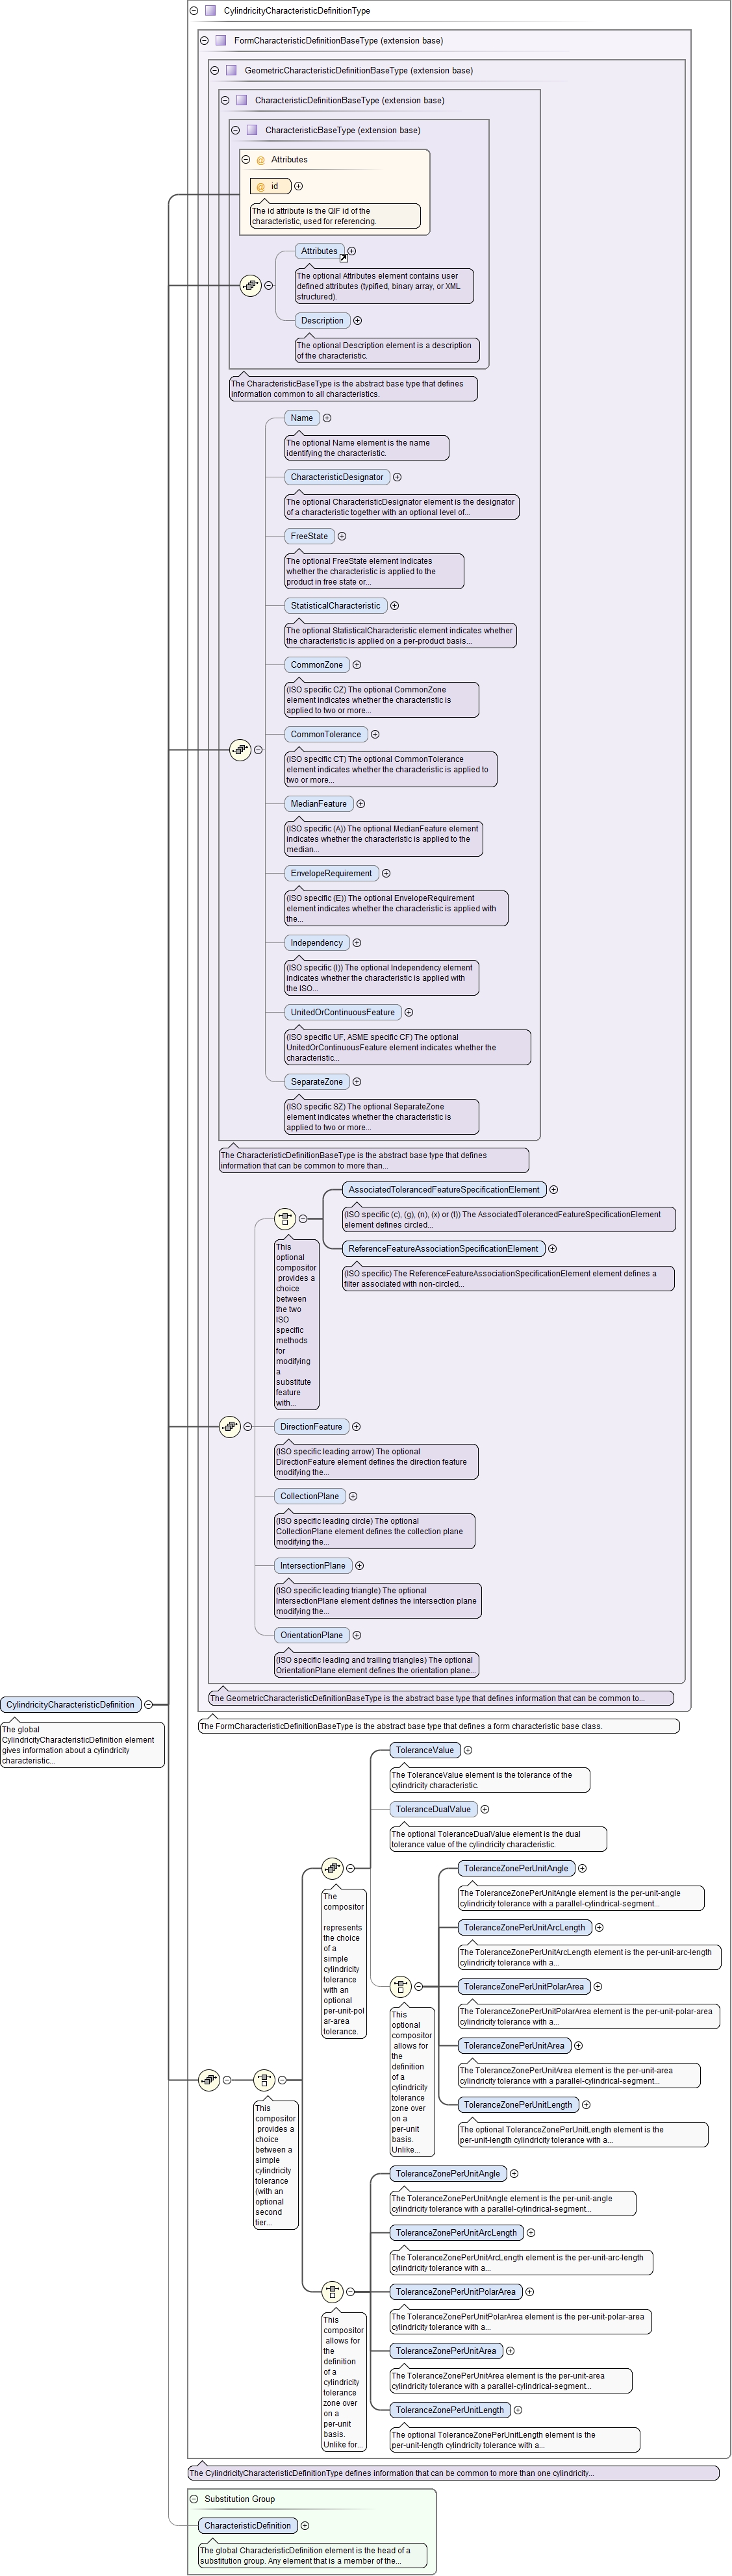 CylindricityCharacteristicDefinitionType
FormCharacteristicDefinitionBaseType (extension base)
GeometricCharacteristicDefinitionBaseType (extension base)
CharacteristicDefinitionBaseType (extension base)
CharacteristicBaseType (extension base)
@ Attributes
@ id
The id attribute is the QIF id of the
characteristic, used for referencing.
Attributes
The optional Attributes element contains user
defined attributes (typified, binary array, or XML
structured).
Description
The optional Description element is a description
of the characteristic.
The CharacteristicBaseType is the abstract base type that defines
information common to all characteristics.
Name
The optional Name element is the name
identifying the characteristic.
CharacteristicDesignator
The optional CharacteristicDesignator element is the designator
of a characteristic together with an optional level of...
FreeState
The optional FreeState element indicates
whether the characteristic is applied to the
product in free state or...
StatisticalCharacteristic
The optional StatisticalCharacteristic element indicates whether
the characteristic is applied on a per-product basis...
CommonZone
(ISO specific CZ) The optional CommonZone
element indicates whether the characteristic is
applied to two or more...
CommonTolerance
(ISO specific CT) The optional CommonTolerance
element indicates whether the characteristic is applied to
two or more...
MedianFeature
(ISO specific (A)) The optional MedianFeature element
indicates whether the characteristic is applied to the
median...
EnvelopeRequirement
(ISO specific (E)) The optional EnvelopeRequirement
element indicates whether the characteristic is applied with
the...
Independency
(ISO specific (I)) The optional Independency element
indicates whether the characteristic is applied with
the ISO...
UnitedOrContinuousFeature
(ISO specific UF, ASME specific CF) The optional
UnitedOrContinuousFeature element indicates whether the
characteristic...
SeparateZone
(ISO specific SZ) The optional SeparateZone
element indicates whether the characteristic is
applied to two or more...
The CharacteristicDefinitionBaseType is the abstract base type that defines
information that can be common to more than...
AssociatedTolerancedFeatureSpecificationElement
(ISO specific (c), (g), (n), (x) or (t)) The AssociatedTolerancedFeatureSpecificationElement
element defines circled...
ReferenceFeatureAssociationSpecificationElement
(ISO specific) The ReferenceFeatureAssociationSpecificationElement element defines a
filter associated with non-circled...
This
optional
compositor
provides a
choice
between
the two
ISO
specific
methods
for
modifying
a
substitute
feature
with...
DirectionFeature
(ISO specific leading arrow) The optional
DirectionFeature element defines the direction feature
modifying the...
CollectionPlane
(ISO specific leading circle) The optional
CollectionPlane element defines the collection plane
modifying the...
IntersectionPlane
(ISO specific leading triangle) The optional
IntersectionPlane element defines the intersection plane
modifying the...
OrientationPlane
(ISO specific leading and trailing triangles) The optional
OrientationPlane element defines the orientation plane...
The GeometricCharacteristicDefinitionBaseType is the abstract base type that defines information that can be common to...
The FormCharacteristicDefinitionBaseType is the abstract base type that defines a form characteristic base class.
CylindricityCharacteristicDefinition
The global
CylindricityCharacteristicDefinition element
gives information about a cylindricity
characteristic...
ToleranceValue
The ToleranceValue element is the tolerance of the
cylindricity characteristic.
ToleranceDualValue
The optional ToleranceDualValue element is the dual
tolerance value of the cylindricity characteristic.
The
compositor
represents
the choice
of a
simple
cylindricity
tolerance
with an
optional
per-unit-pol
ar-area
tolerance.
ToleranceZonePerUnitAngle
The ToleranceZonePerUnitAngle element is the per-unit-angle
cylindricity tolerance with a parallel-cylindrical-segment...
ToleranceZonePerUnitArcLength
The ToleranceZonePerUnitArcLength element is the per-unit-arc-length
cylindricity tolerance with a...
ToleranceZonePerUnitPolarArea
The ToleranceZonePerUnitPolarArea element is the per-unit-polar-area
cylindricity tolerance with a...
ToleranceZonePerUnitArea
The ToleranceZonePerUnitArea element is the per-unit-area
cylindricity tolerance with a parallel-cylindrical-segment...
ToleranceZonePerUnitLength
The optional ToleranceZonePerUnitLength element is the
per-unit-length cylindricity tolerance with a...
This
optional
compositor
allows for
the
definition
of a
cylindricity
tolerance
zone over
on a
per-unit
basis.
Unlike...
This
compositor
provides a
choice
between a
simple
cylindricity
tolerance
(with an
optional
second
tier...
ToleranceZonePerUnitAngle
The ToleranceZonePerUnitAngle element is the per-unit-angle
cylindricity tolerance with a parallel-cylindrical-segment...
ToleranceZonePerUnitArcLength
The ToleranceZonePerUnitArcLength element is the per-unit-arc-length
cylindricity tolerance with a...
ToleranceZonePerUnitPolarArea
The ToleranceZonePerUnitPolarArea element is the per-unit-polar-area
cylindricity tolerance with a...
ToleranceZonePerUnitArea
The ToleranceZonePerUnitArea element is the per-unit-area
cylindricity tolerance with a parallel-cylindrical-segment...
ToleranceZonePerUnitLength
The optional ToleranceZonePerUnitLength element is the
per-unit-length cylindricity tolerance with a...
This
compositor
allows for
the
definition
of a
cylindricity
tolerance
zone over
on a
per-unit
basis.
Unlike for...
The CylindricityCharacteristicDefinitionType defines information that can be common to more than one cylindricity...
Substitution Group
CharacteristicDefinition
The global CharacteristicDefinition element is the head of a
substitution group. Any element that is a member of the...